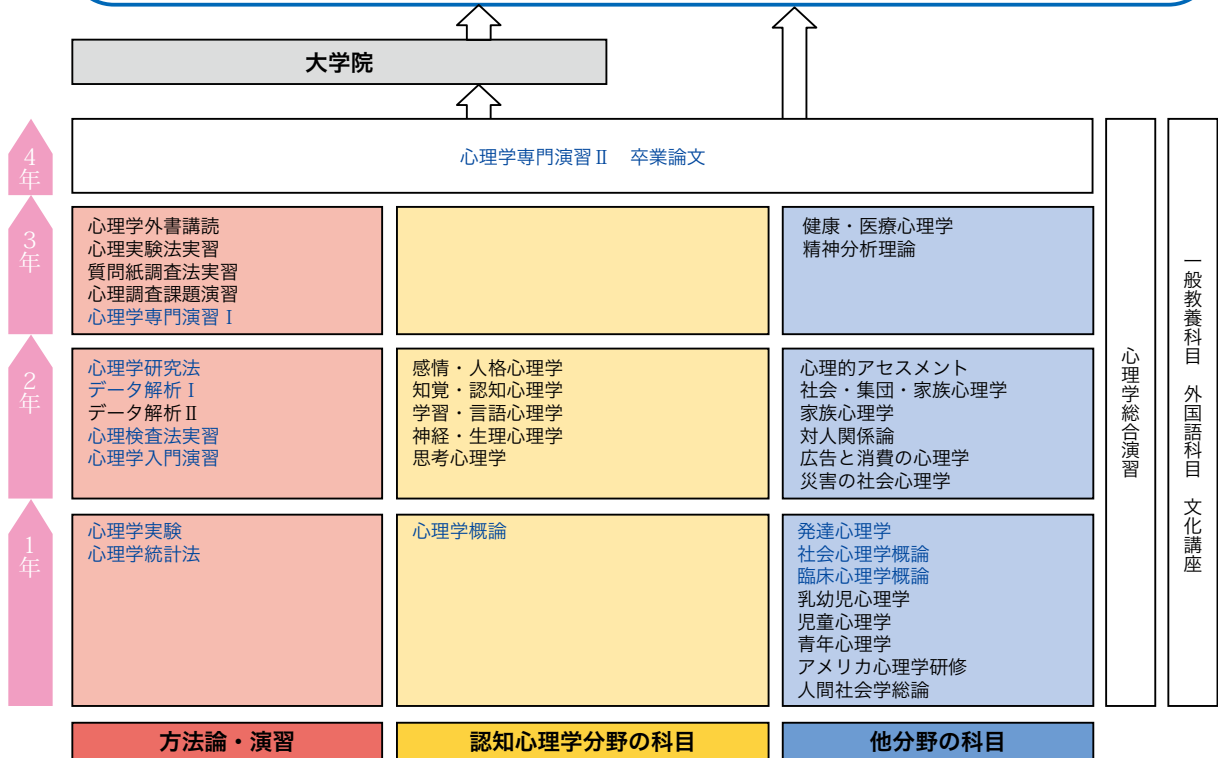 大学院
4年
心理学専門演習Ⅱ　卒業論文
3年
心理学外書講読
心理実験法実習
質問紙調査法実習
心理調査課題演習
心理学専門演習Ⅰ
健康・医療心理学
精神分析理論
2年
心理学研究法
データ解析Ⅰ
データ解析Ⅱ
心理検査法実習
心理学入門演習
感情・人格心理学
知覚・認知心理学
学習・言語心理学
神経・生理心理学
思考心理学
心理的アセスメント
社会・集団・家族心理学
家族心理学
対人関係論
広告と消費の心理学
災害の社会心理学
1年
心理学実験
心理学統計法
心理学概論
発達心理学
社会心理学概論
臨床心理学概論
乳幼児心理学
児童心理学
青年心理学
アメリカ心理学研修
人間社会学総論
心理学総合演習
一般教養科目　外国語科目　文化講座
方法論・演習
認知心理学分野の科目
他分野の科目